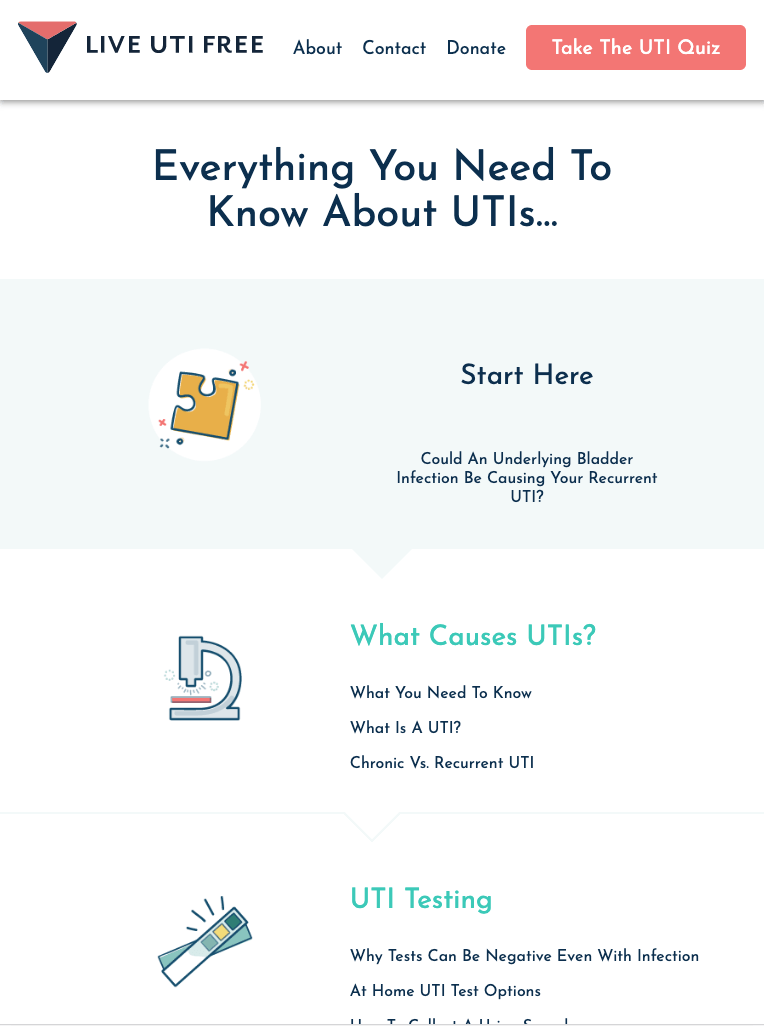 LIVE UTI FREE
About
Contact
Donate
Take The UTI Quiz
Everything You Need To
Know About UTIs...
Start Here
Could An Underlying Bladder
Infection Be Causing Your Recurrent
UTI?
What Causes UTIs?
What You Need To Know
What Is A UTI?
Chronic Vs. Recurrent UTI
UTI Testing
Why Tests Can Be Negative Even With Infection
At Home UTI Test Options